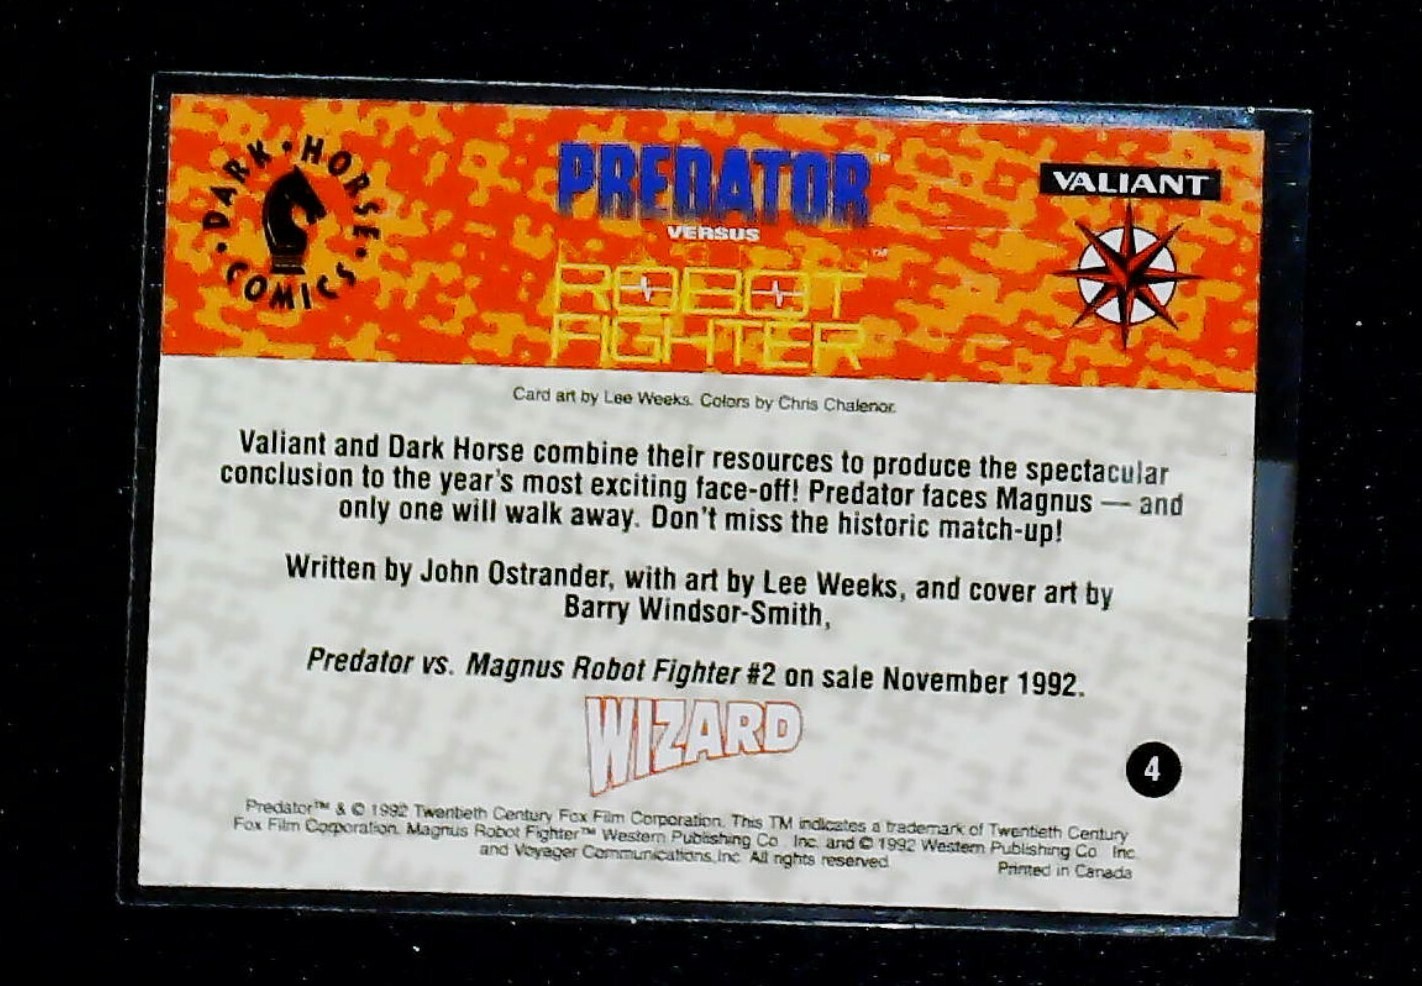 DARK • HORSE • COMICS •
PREDATOR™
VERSUS
ROBOT™
FIGHTER
VALIANT
Card art by Lee Weeks. Colors by Chris Chalenor.
Valiant and Dark Horse combine their resources to produce the spectacular
conclusion to the year's most exciting face-off! Predator faces Magnus — and
only one will walk away. Don't miss the historic match-up!
Written by John Ostrander, with art by Lee Weeks, and cover art by
Barry Windsor-Smith,
Predator vs. Magnus Robot Fighter #2 on sale November 1992.
WIZARD
4
Predator™ & © 1992 Twentieth Century Fox Film Corporation. This TM indicates a trademark of Twentieth Century
Fox Film Corporation. Magnus Robot Fighter™ Western Publishing Co. Inc. and © 1992 Western Publishing Co. Inc.
and Voyager Communications, Inc. All rights reserved.
Printed in Canada